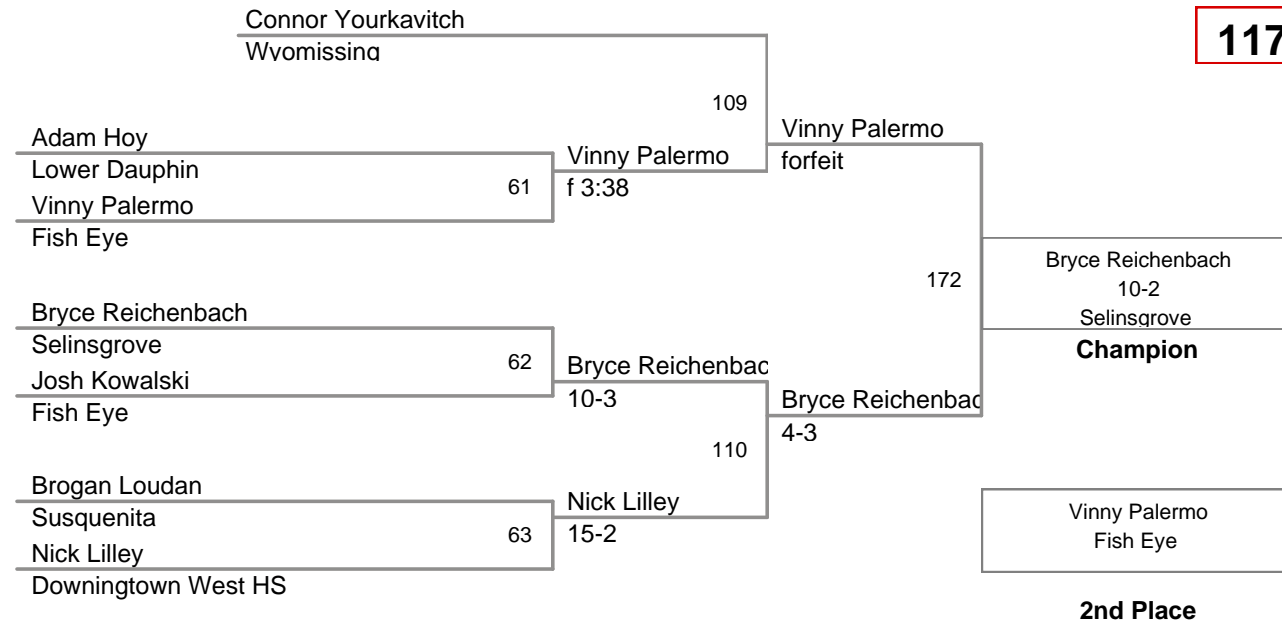 Connor Yourkavitch
Wyomissing
117
109
Adam Hoy
Lower Dauphin
61
Vinny Palermo
Fish Eye
Vinny Palermo
f 3:38
Vinny Palermo
forfeit
172
Bryce Reichenbach
10-2
Selinsgrove
Champion
Bryce Reichenbach
Selinsgrove
62
Josh Kowalski
Fish Eye
Bryce Reichenbac
10-3
Bryce Reichenbac
4-3
110
Brogan Loudan
Susquenita
63
Nick Lilley
Downingtown West HS
Nick Lilley
15-2
Vinny Palermo
Fish Eye
2nd Place